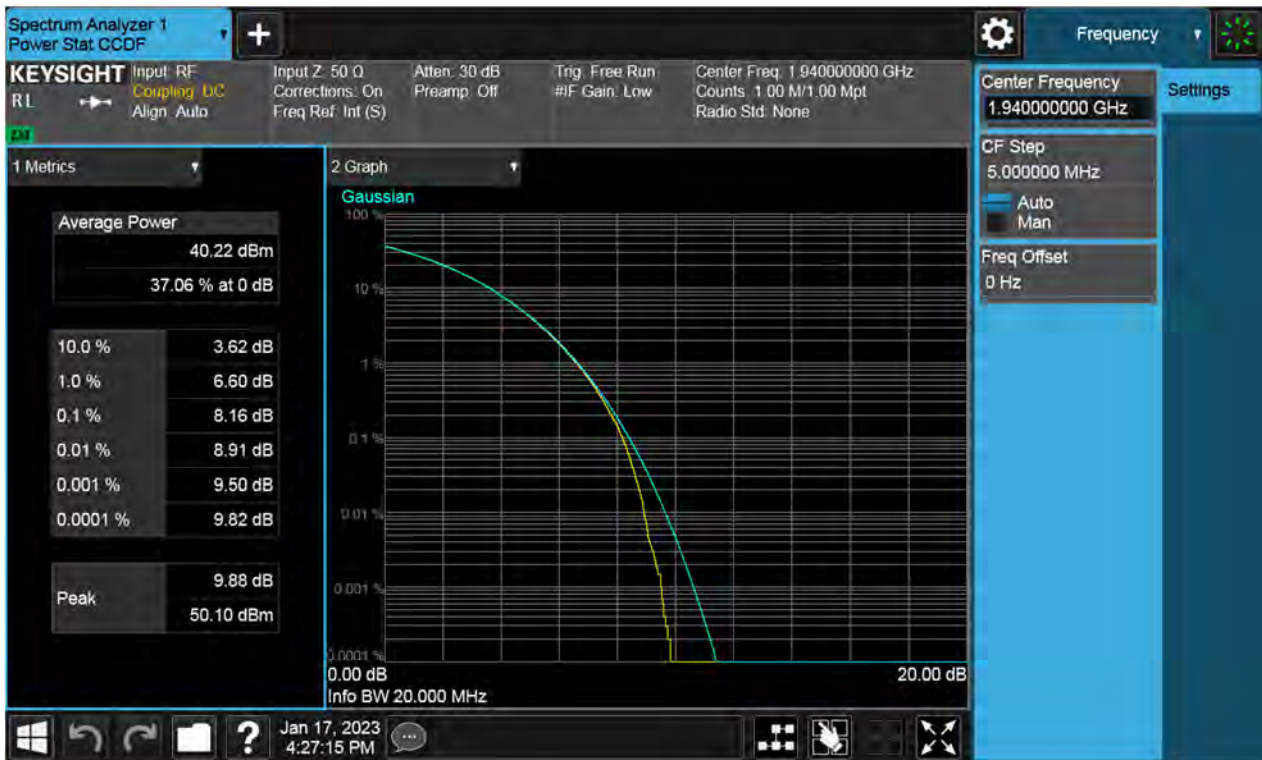 Spectrum Analyzer 1
Power Stat CCDF
Frequency
KEYSIGHT
RL
Input: RF
Coupling: DC
Align: Auto
Input Z: 50 Ω
Corrections: On
Freq Ref: Int (S)
Atten: 30 dB
Preamp: Off
Trig: Free Run
#IF Gain: Low
Center Freq: 1.940000000 GHz
Counts: 1.00 M/1.00 Mpt
Radio Std: None
Center Frequency
1.940000000 GHz
Settings
CF Step
5.000000 MHz
Auto
Man
Freq Offset
0 Hz
1 Metrics
Average Power
40.22 dBm
37.06 % at 0 dB
10.0 % 3.62 dB
1.0 % 6.60 dB
0.1 % 8.16 dB
0.01 % 8.91 dB
0.001 % 9.50 dB
0.0001 % 9.82 dB
Peak
9.88 dB
50.10 dBm
2 Graph
Gaussian
100 %
10 %
1 %
0.1 %
0.01 %
0.001 %
0.0001 %
0.00 dB 20.00 dB
Info BW 20.000 MHz
?
Jan 17, 2023
4:27:15 PM